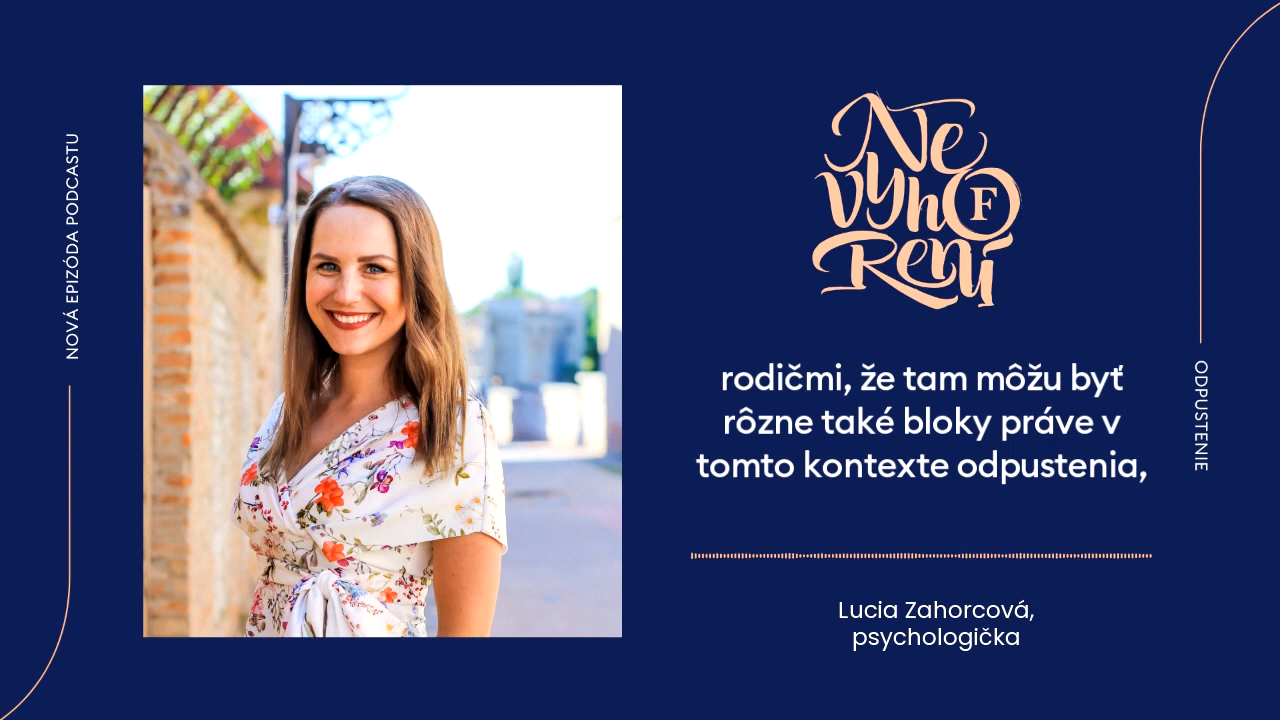 NOVÁ EPIZÓDA PODCASTU
Ne
vyho
F
Rení
rodičmi, že tam môžu byť
rôzne také bloky práve v
tomto kontexte odpustenia,
Lucia Zahorcová,
psychologička
ODPUSTENIE